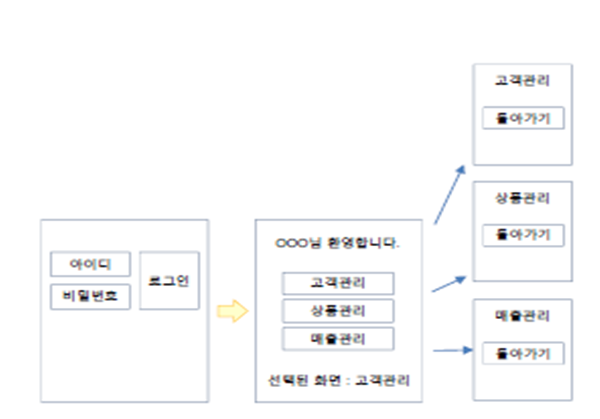 아이디
비밀번호
로그인
OOO님 환영합니다.
고객관리
상품관리
매출관리
선택된 화면 : 고객관리
고객관리
돌아가기
상품관리
돌아가기
매출관리
돌아가기